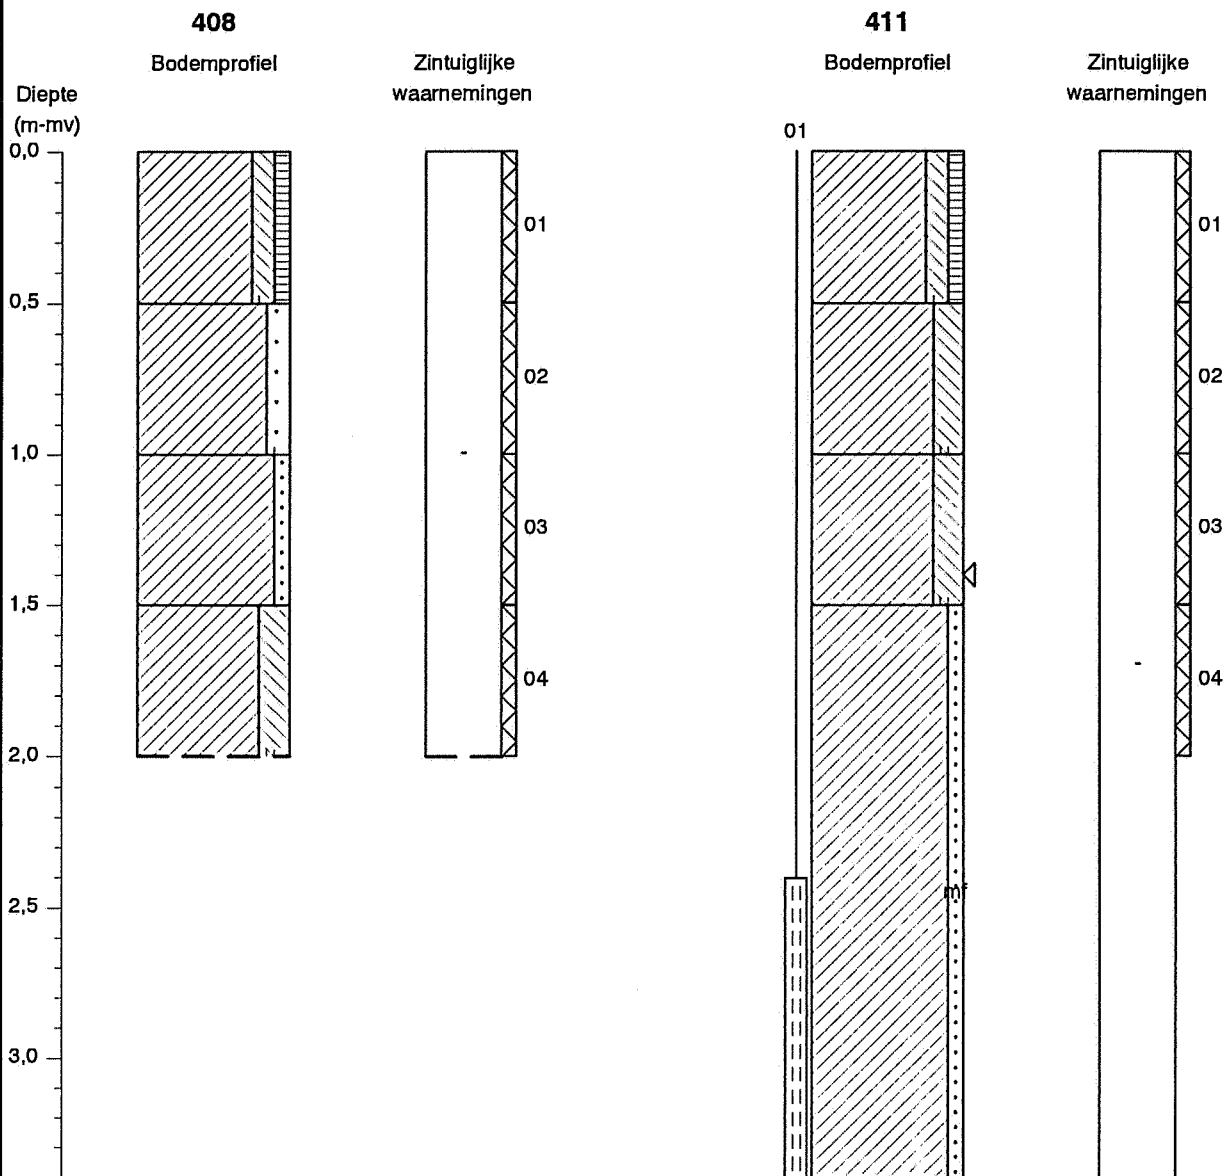 408
Bodemprofiel
Zintuiglijke
waarnemingen
Diepte
(m-mv)
0,0
0,5
1,0
1,5
2,0
2,5
3,0
01
02
-
03
04
411
Bodemprofiel
Zintuiglijke
waarnemingen
01
mf
01
02
03
-
04